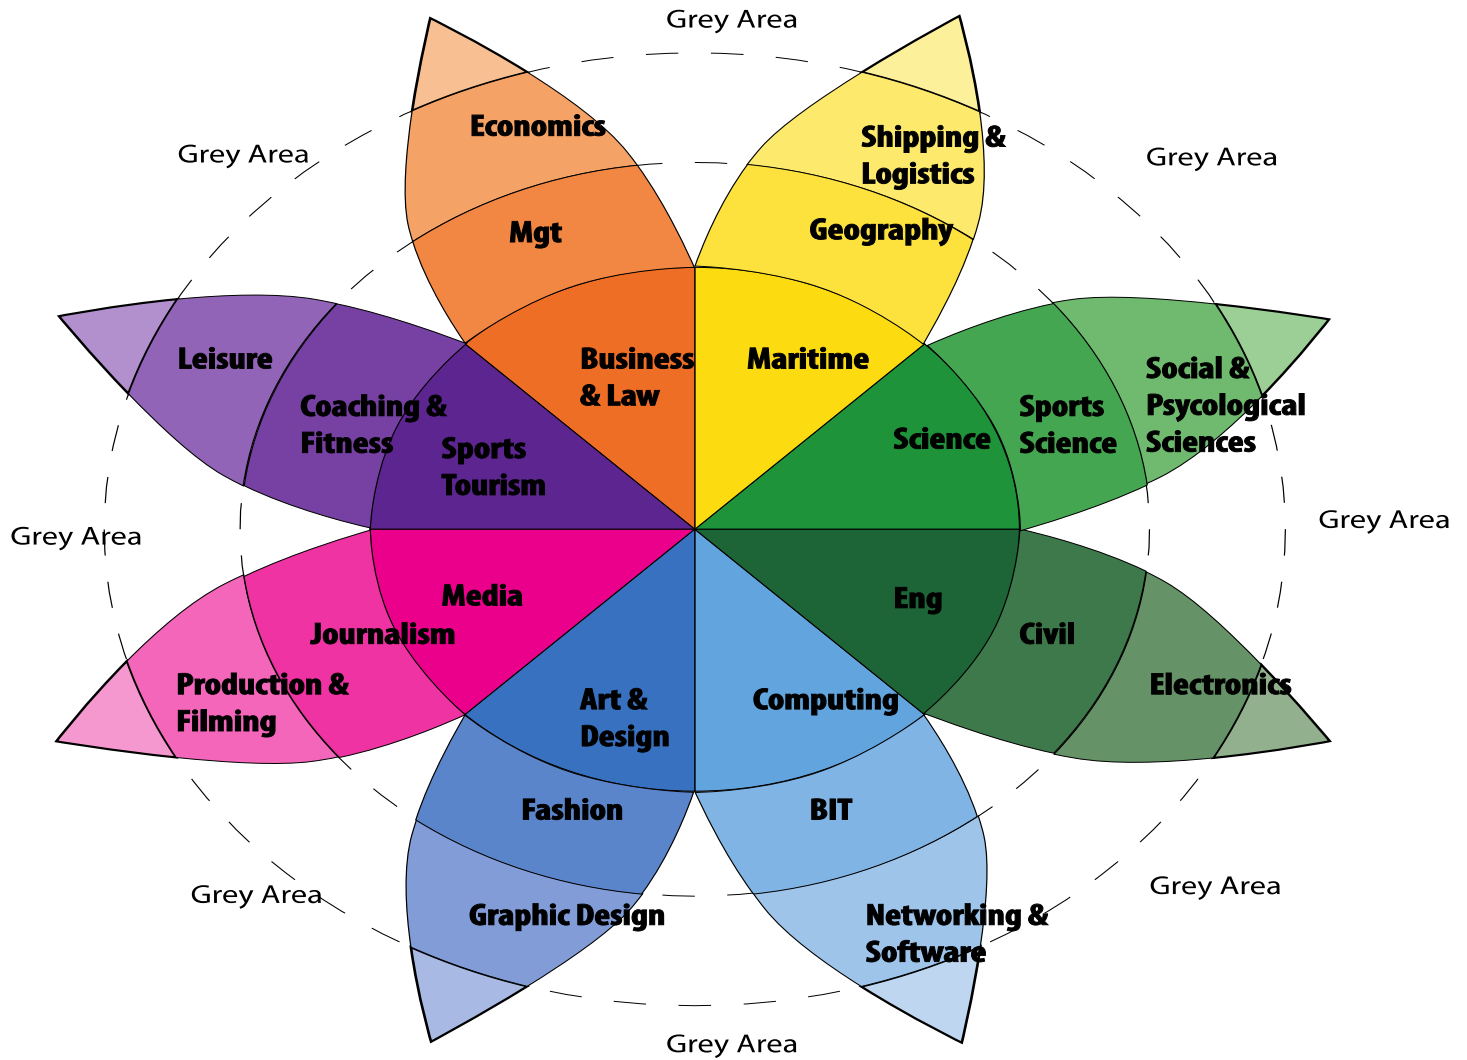 Grey Area
Economics
Shipping &
Logistics
Grey Area
Grey Area
Mgt
Geography
Leisure
Business
& Law
Maritime
Social &
Psycological
Sciences
Coaching &
Fitness
Sports
Science
Science
Sports
Tourism
Grey Area
Grey Area
Media
Eng
Journalism
Civil
Production &
Filming
Electronics
Art &
Design
Computing
Fashion
BIT
Grey Area
Grey Area
Graphic Design
Networking &
Software
Grey Area